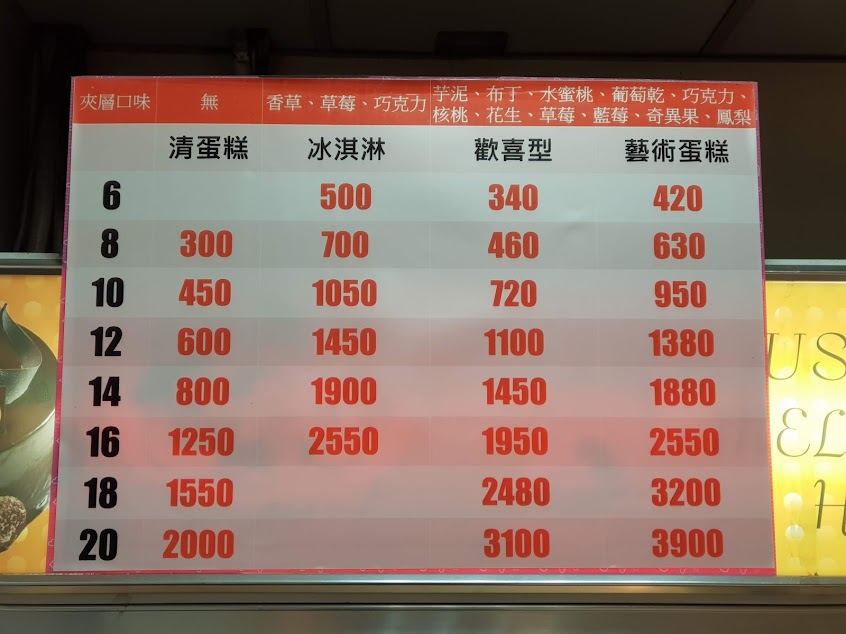 夾層口味 無 香草、草莓、巧克力 芋泥、布丁、水蜜桃、葡萄乾、巧克力、
核桃、花生、草莓、藍莓、奇異果、鳳梨
清蛋糕 冰淇淋 歡喜型 藝術蛋糕
6 500 340 420
8 300 700 460 630
10 450 1050 720 950
12 600 1450 1100 1380
14 800 1900 1450 1880
16 1250 2550 1950 2550
18 1550 2480 3200
20 2000 3100 3900
US
EL
H